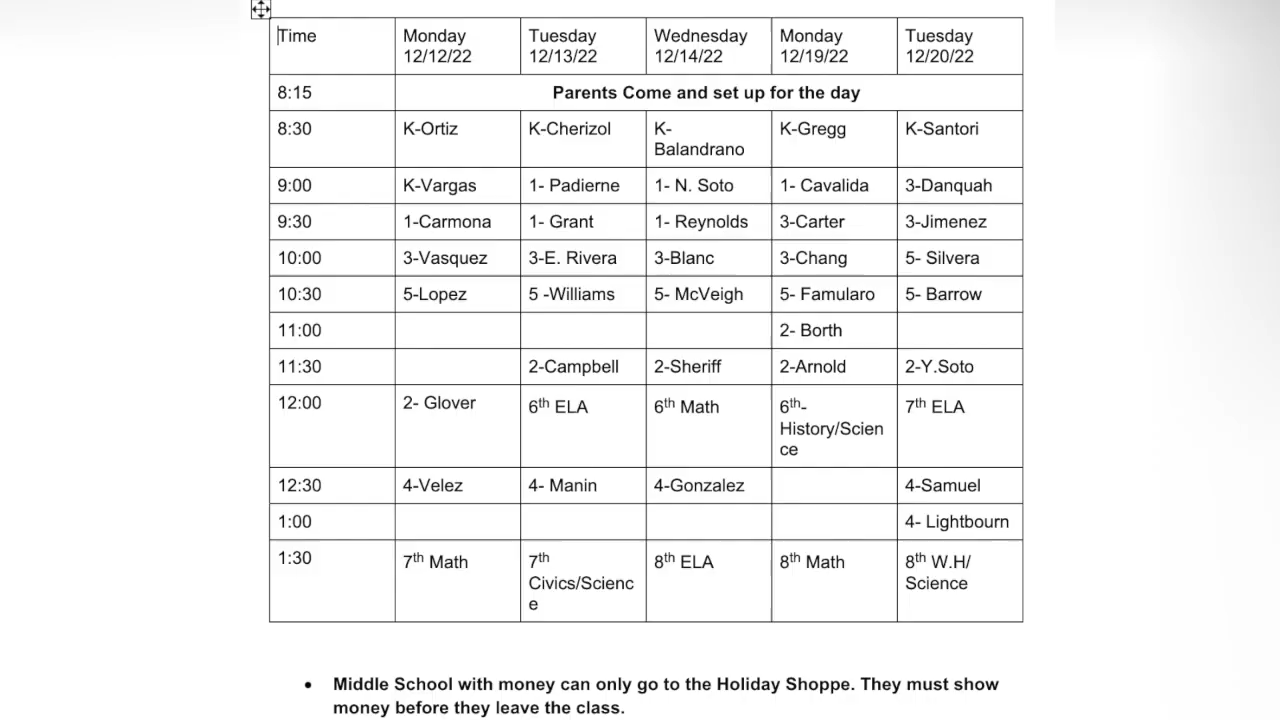 Time Monday 12/12/22 Tuesday 12/13/22 Wednesday 12/14/22 Monday 12/19/22 Tuesday 12/20/22
8:15 Parents Come and set up for the day
8:30 K-Ortiz K-Cherizol K-Balandrano K-Gregg K-Santori
9:00 K-Vargas 1- Padierne 1- N. Soto 1- Cavalida 3-Danquah
9:30 1-Carmona 1- Grant 1- Reynolds 3-Carter 3-Jimenez
10:00 3-Vasquez 3-E. Rivera 3-Blanc 3-Chang 5- Silvera
10:30 5-Lopez 5 -Williams 5- McVeigh 5- Famularo 5- Barrow
11:00 2- Borth
11:30 2-Campbell 2-Sheriff 2-Arnold 2-Y.Soto
12:00 2- Glover 6th ELA 6th Math 6th- History/Science 7th ELA
12:30 4-Velez 4- Manin 4-Gonzalez 4-Samuel
1:00 4- Lightbourn
1:30 7th Math 7th Civics/Science 8th ELA 8th Math 8th W.H/ Science
• Middle School with money can only go to the Holiday Shoppe. They must show
money before they leave the class.